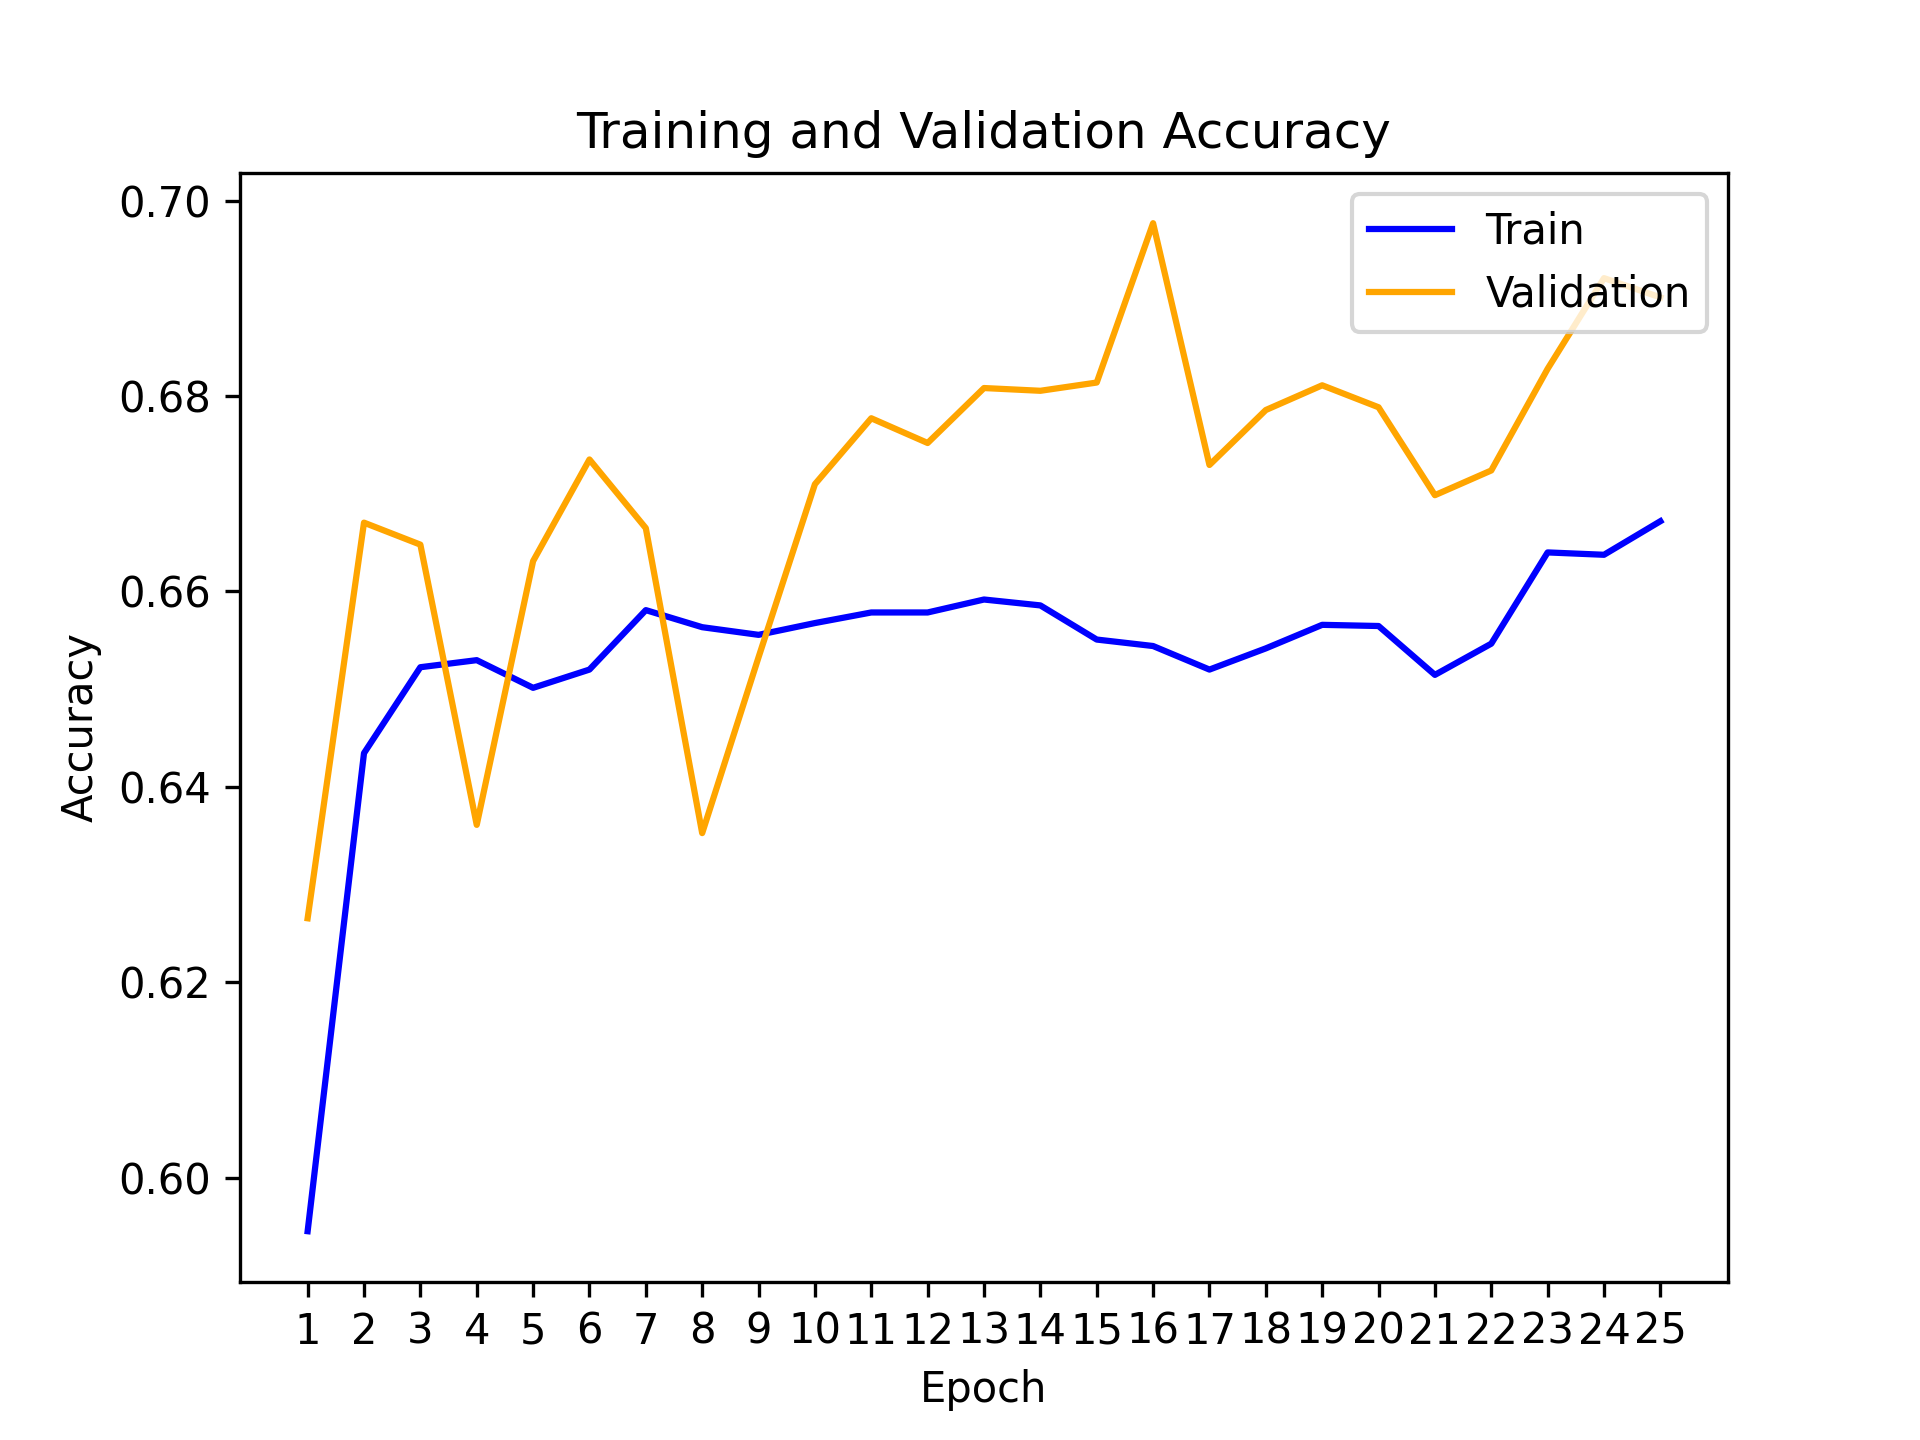 Training and Validation Accuracy
Train
Validation
0.70
0.68
0.66
0.64
0.62
0.60
Accuracy
1 2 3 4 5 6 7 8 9 10 11 12 13 14 15 16 17 18 19 20 21 22 23 24 25
Epoch